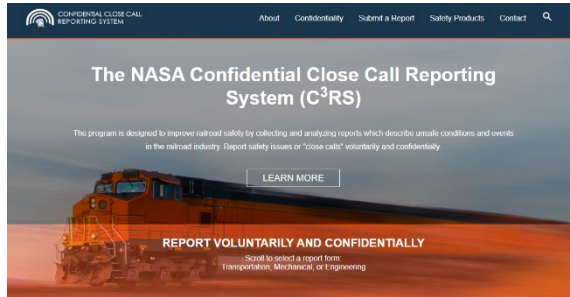 CONFIDENTIAL CLOSE CALL
REPORTING SYSTEM
About Confidentiality Submit a Report Safety Products Contact
The NASA Confidential Close Call Reporting
System (C³RS)
The program is designed to improve railroad safety by collecting and analyzing reports which describe unsafe conditions and events
in the railroad industry. Report safety issues or "close calls" voluntarily and confidentially.
LEARN MORE
REPORT VOLUNTARILY AND CONFIDENTIALLY
Scroll to select a report form:
Transportation, Mechanical, or Engineering